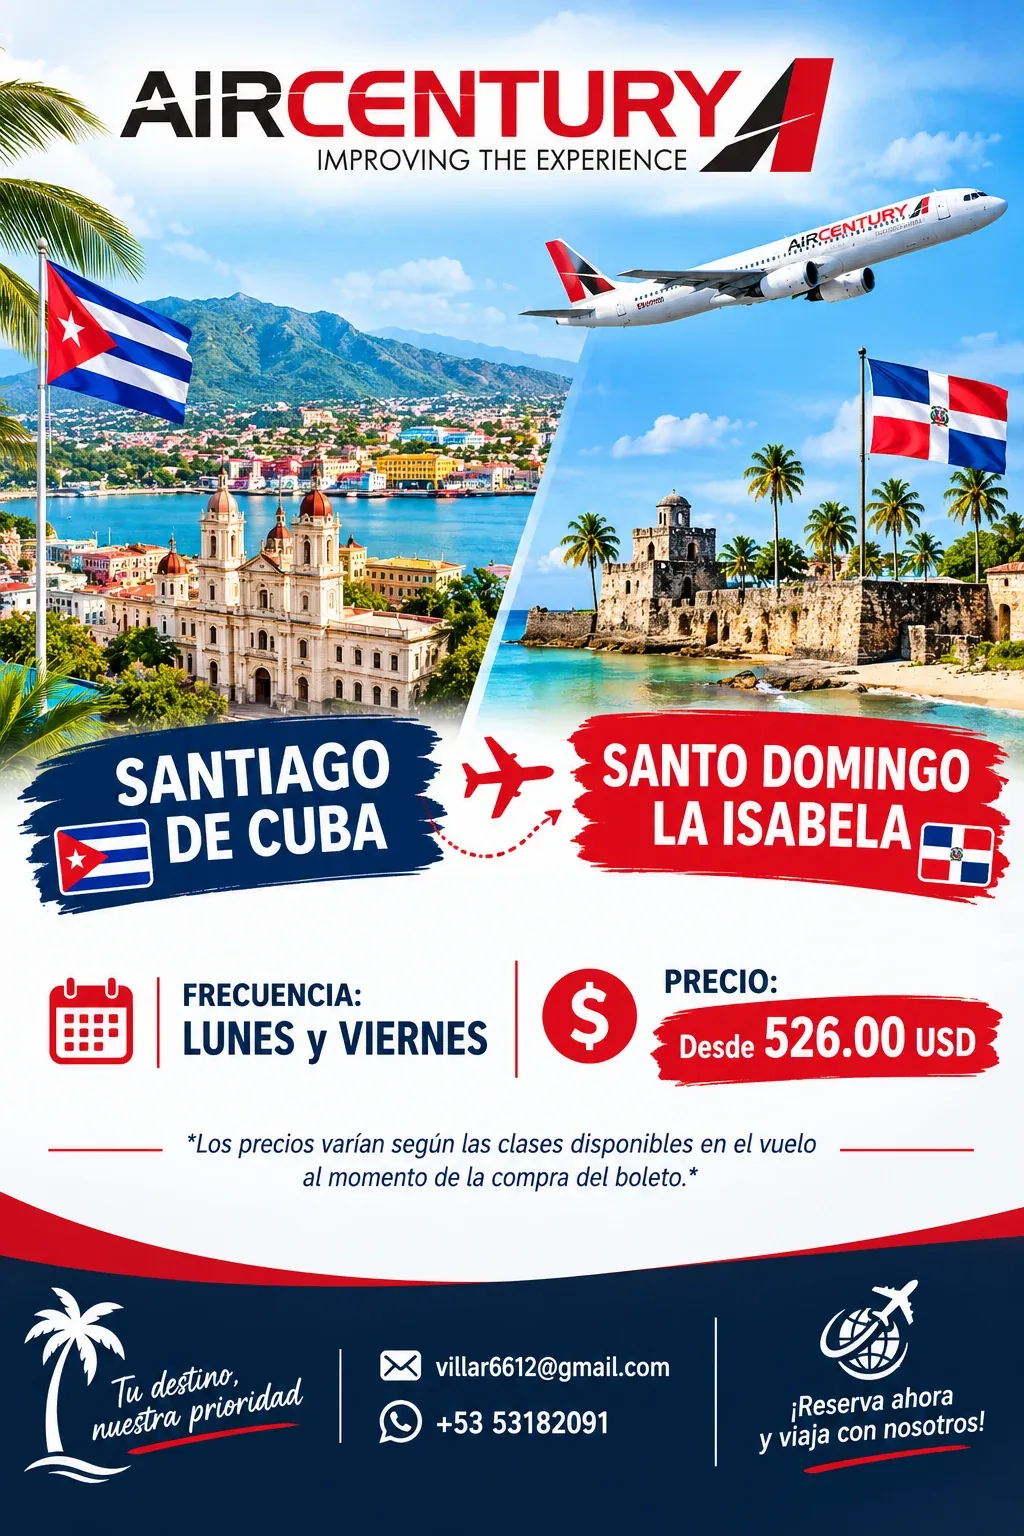 AIRCENTURY
IMPROVING THE EXPERIENCE
AIRCENTURY
SANTIAGO
DE CUBA
SANTO DOMINGO
LA ISABELA
FRECUENCIA:
LUNES y VIERNES
PRECIO:
Desde 526.00 USD
*Los precios varían según las clases disponibles en el vuelo
al momento de la compra del boleto.*
Tu destino,
nuestra prioridad
villar6612@gmail.com
+53 53182091
¡Reserva ahora
y viaja con nosotros!